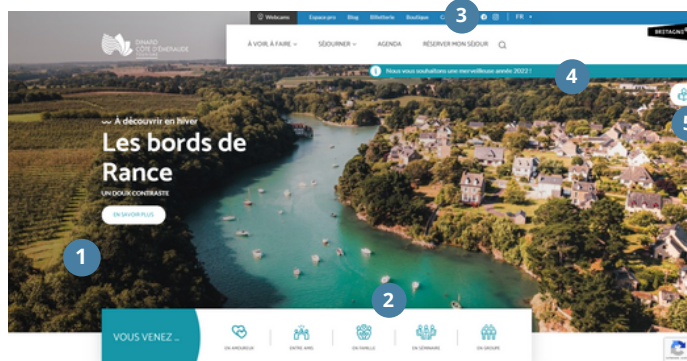 Webcams Espace pro Blog Billetterie Boutique
3
FR
DINARD
CÔTE D'ÉMERAUDE
À VOIR, À FAIRE SÉJOURNER AGENDA RÉSERVER MON SÉJOUR
BRETAGNE
Nous vous souhaitons une merveilleuse année 2022 !
4
5
À découvrir en hiver
Les bords de
Rance
UN DOUX CONTRASTE
EN SAVOIR PLUS
1
2
VOUS VENEZ ...
EN AMOUREUX ENTRE AMIS EN FAMILLE EN SÉMINAIRE EN GROUPE